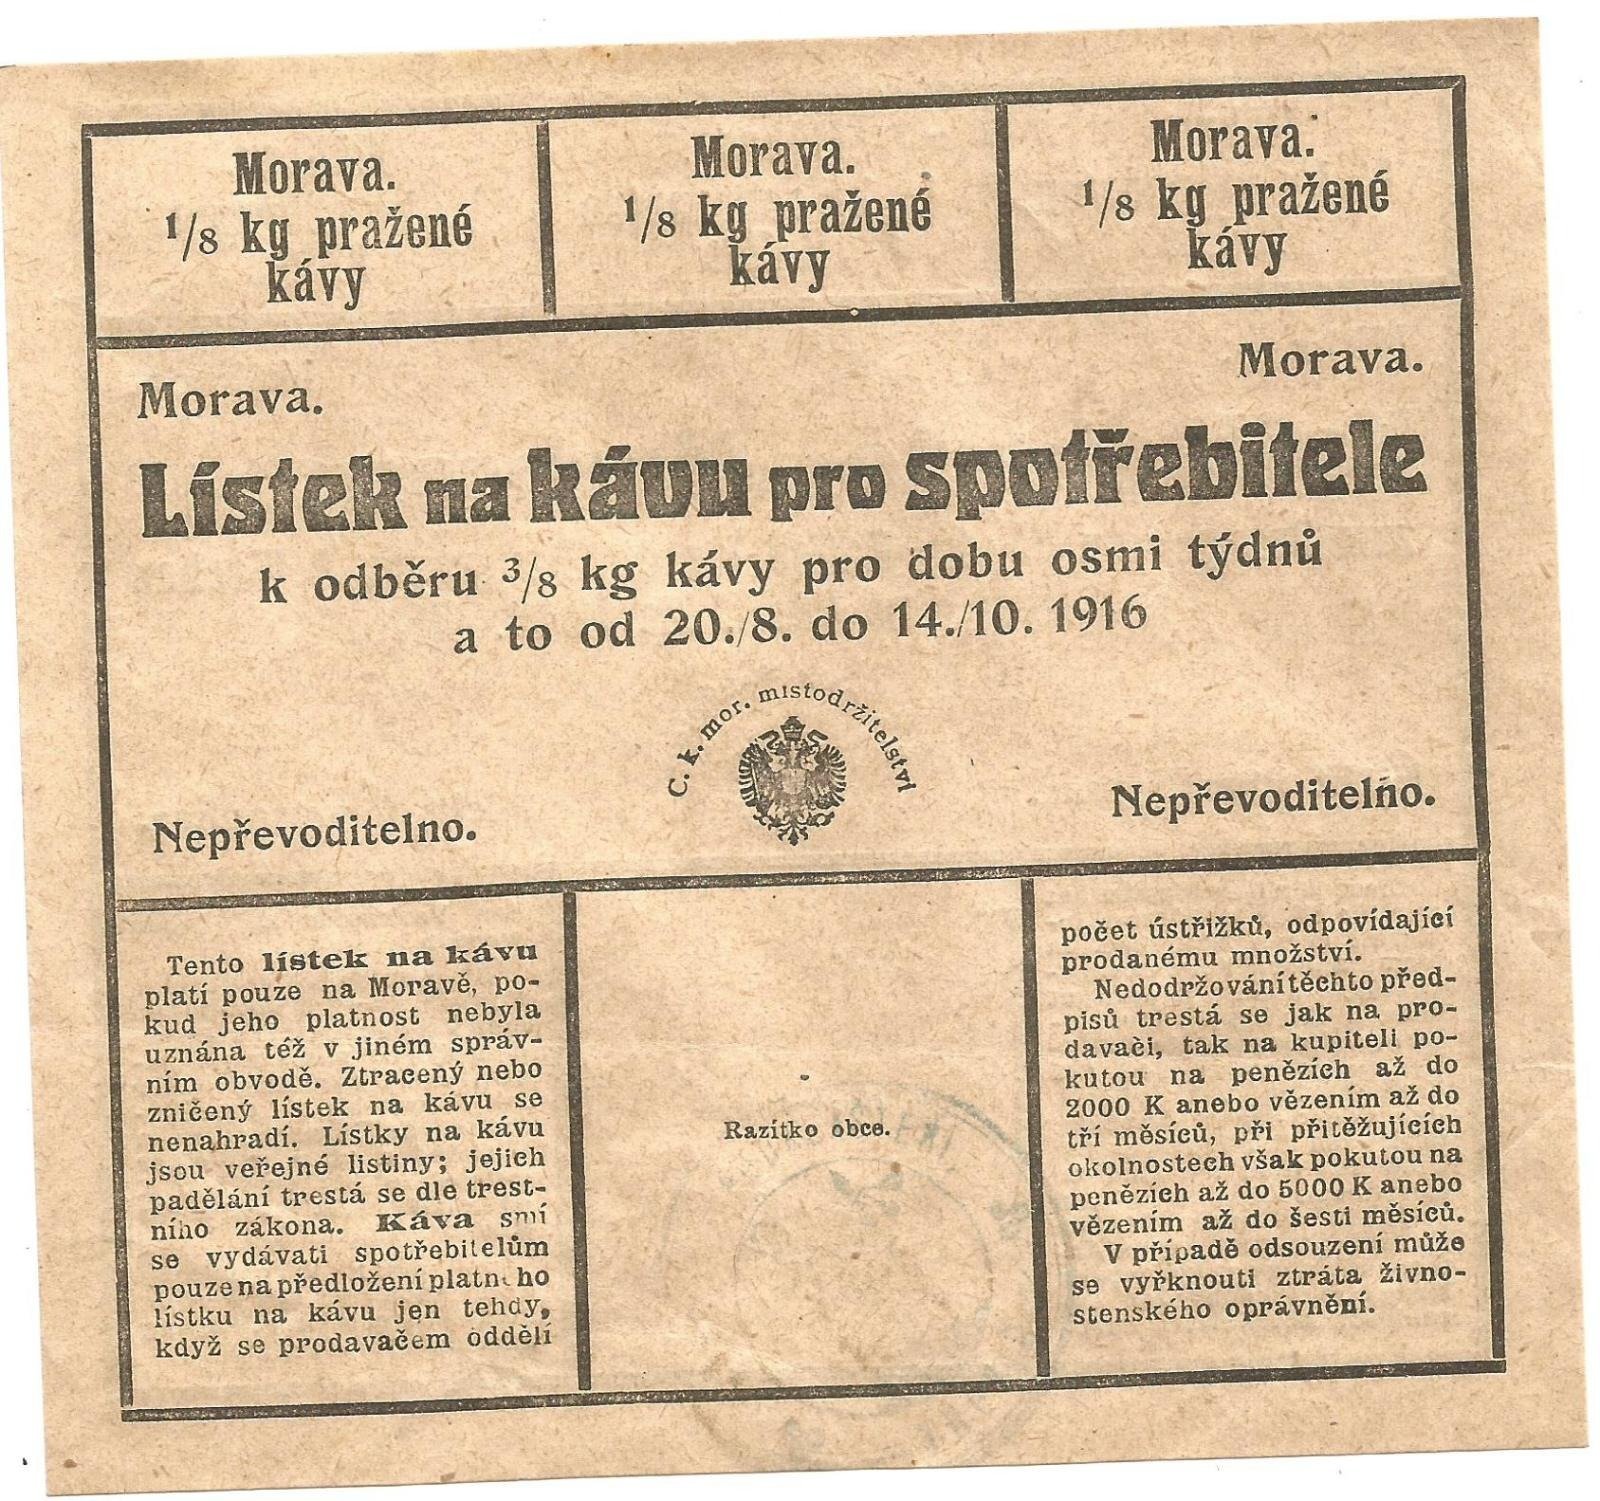 Morava.
1/8 kg pražené
kávy
Morava.
1/8 kg pražené
kávy
Morava.
1/8 kg pražené
kávy
Morava.
Morava.
Lístek na kávu pro spotřebitele
k odběru 3/8 kg kávy pro dobu osmi týdnů
a to od 20./8. do 14./10. 1916
C. k. mor. místodržitelství
Nepřevoditelno.
Nepřevoditelno.
Tento lístek na kávu
platí pouze na Moravě, po-
kud jeho platnost nebyla
uznána též v jiném správ-
ním obvodě. Ztracený nebo
zničený lístek na kávu se
nenahradí. Lístky na kávu
jsou veřejné listiny; jejich
padělání trestá se dle trest-
ního zákona. Káva smí
se vydávati spotřebitelům
pouze na předložení platného
lístku na kávu jen tehdy,
když se prodavačem oddělí
Razítko obce.
počet ústřižků, odpovídající
prodanému množství.
Nedodržování těchto před-
pisů trestá se jak na pro-
davači, tak na kupiteli po-
kutou na penězích až do
2000 K anebo vězením až do
tří měsíců, při přitěžujících
okolnostech však pokutou na
penězích až do 5000 K anebo
vězením až do šesti měsíců.
V případě odsouzení může
se vyřknouti ztráta živno-
stenského oprávnění.